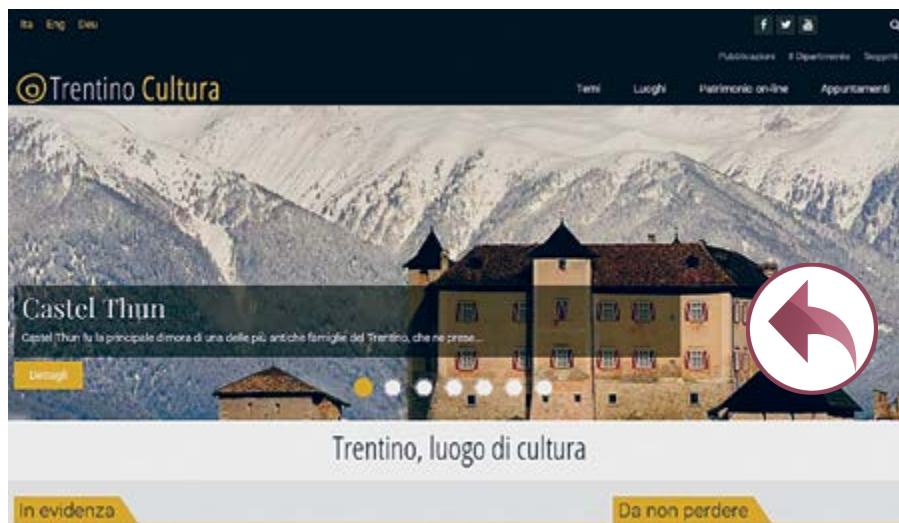 Ita Eng Deu
Pubblicazioni Il Dipartimento Soggetti
Trentino Cultura
Temi Luoghi Patrimonio on-line Appuntamenti
Castel Thun
Castel Thun fu la principale dimora di una delle più antiche famiglie del Trentino, che ne prese...
Dettagli
Trentino, luogo di cultura
In evidenza
Da non perdere